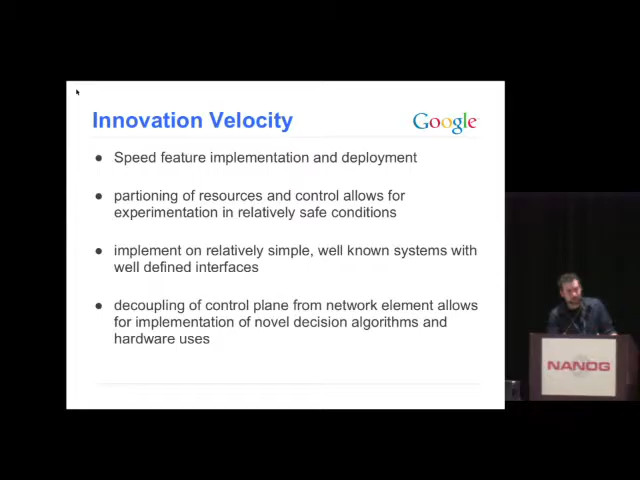 Innovation Velocity
Google
Speed feature implementation and deployment
partioning of resources and control allows for
experimentation in relatively safe conditions
implement on relatively simple, well known systems with
well defined interfaces
decoupling of control plane from network element allows
for implementation of novel decision algorithms and
hardware uses
NANOG